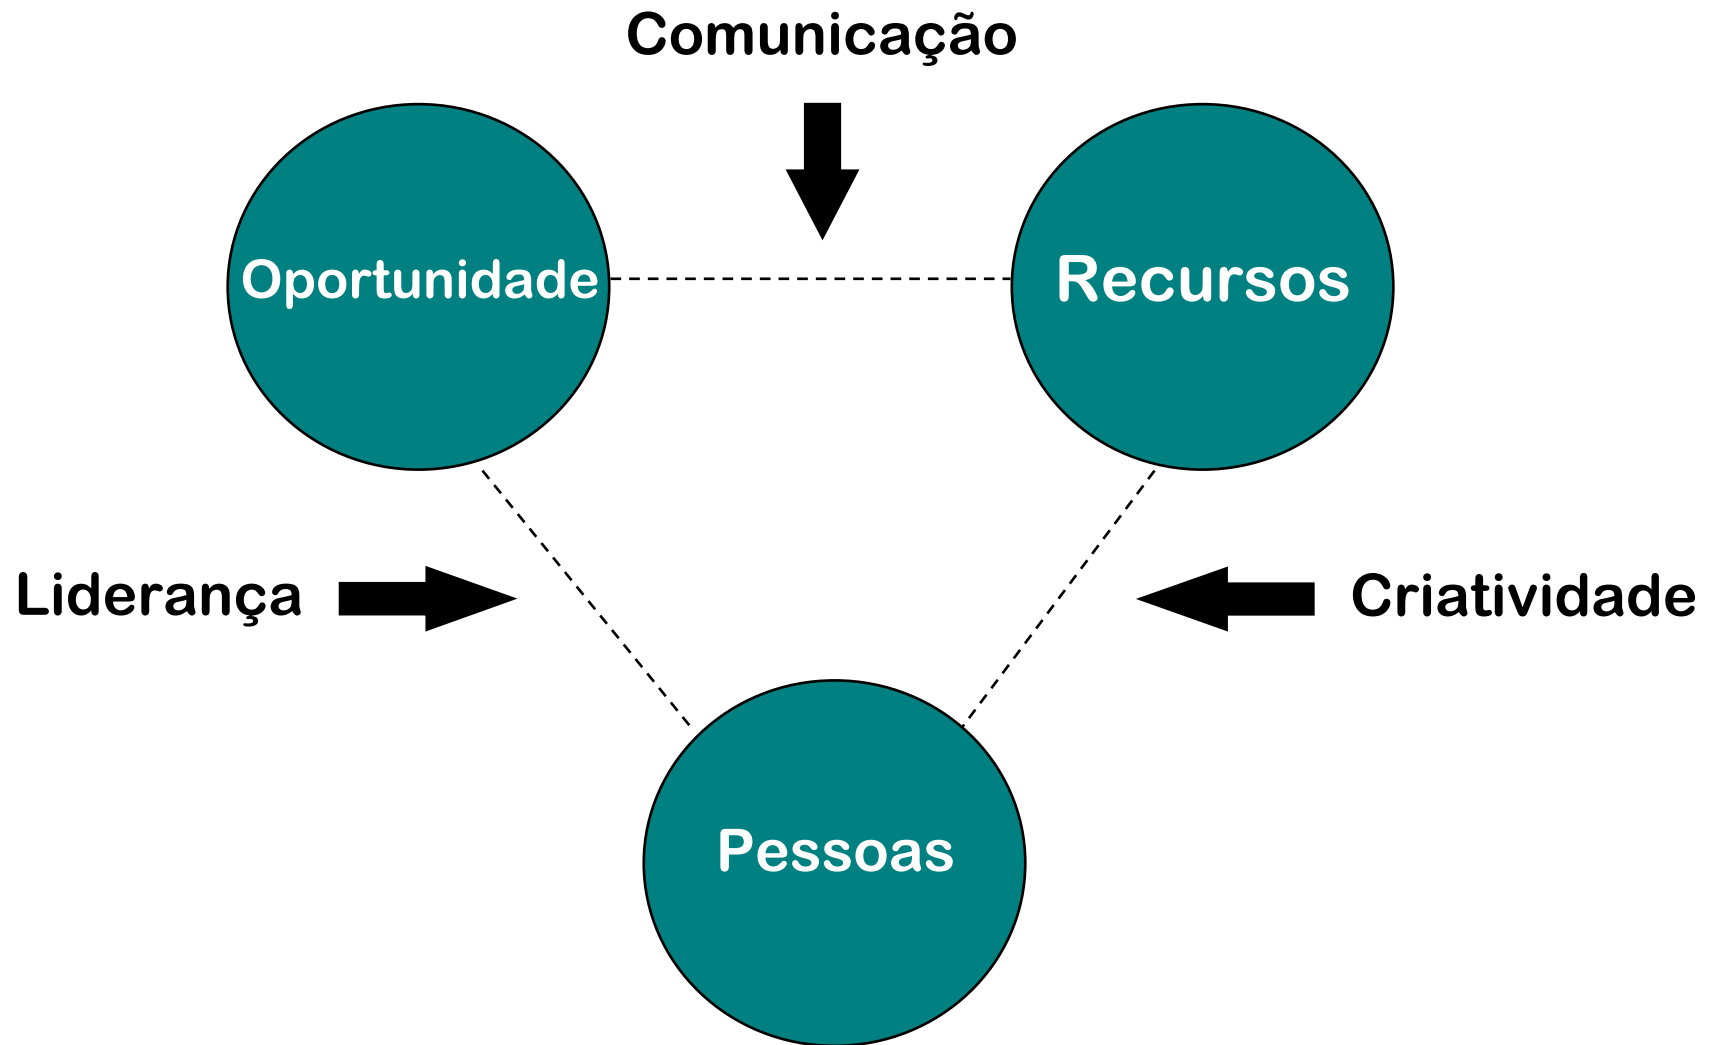 Comunicação
Oportunidade
Recursos
Liderança
Criatividade
Pessoas